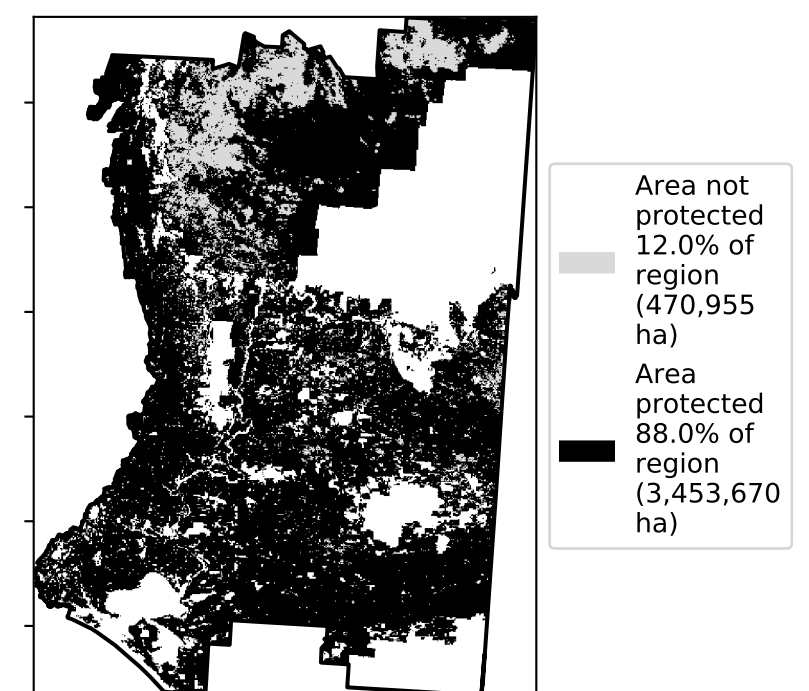 Area not
protected
12.0% of
region
(470,955
ha)
Area
protected
88.0% of
region
(3,453,670
ha)